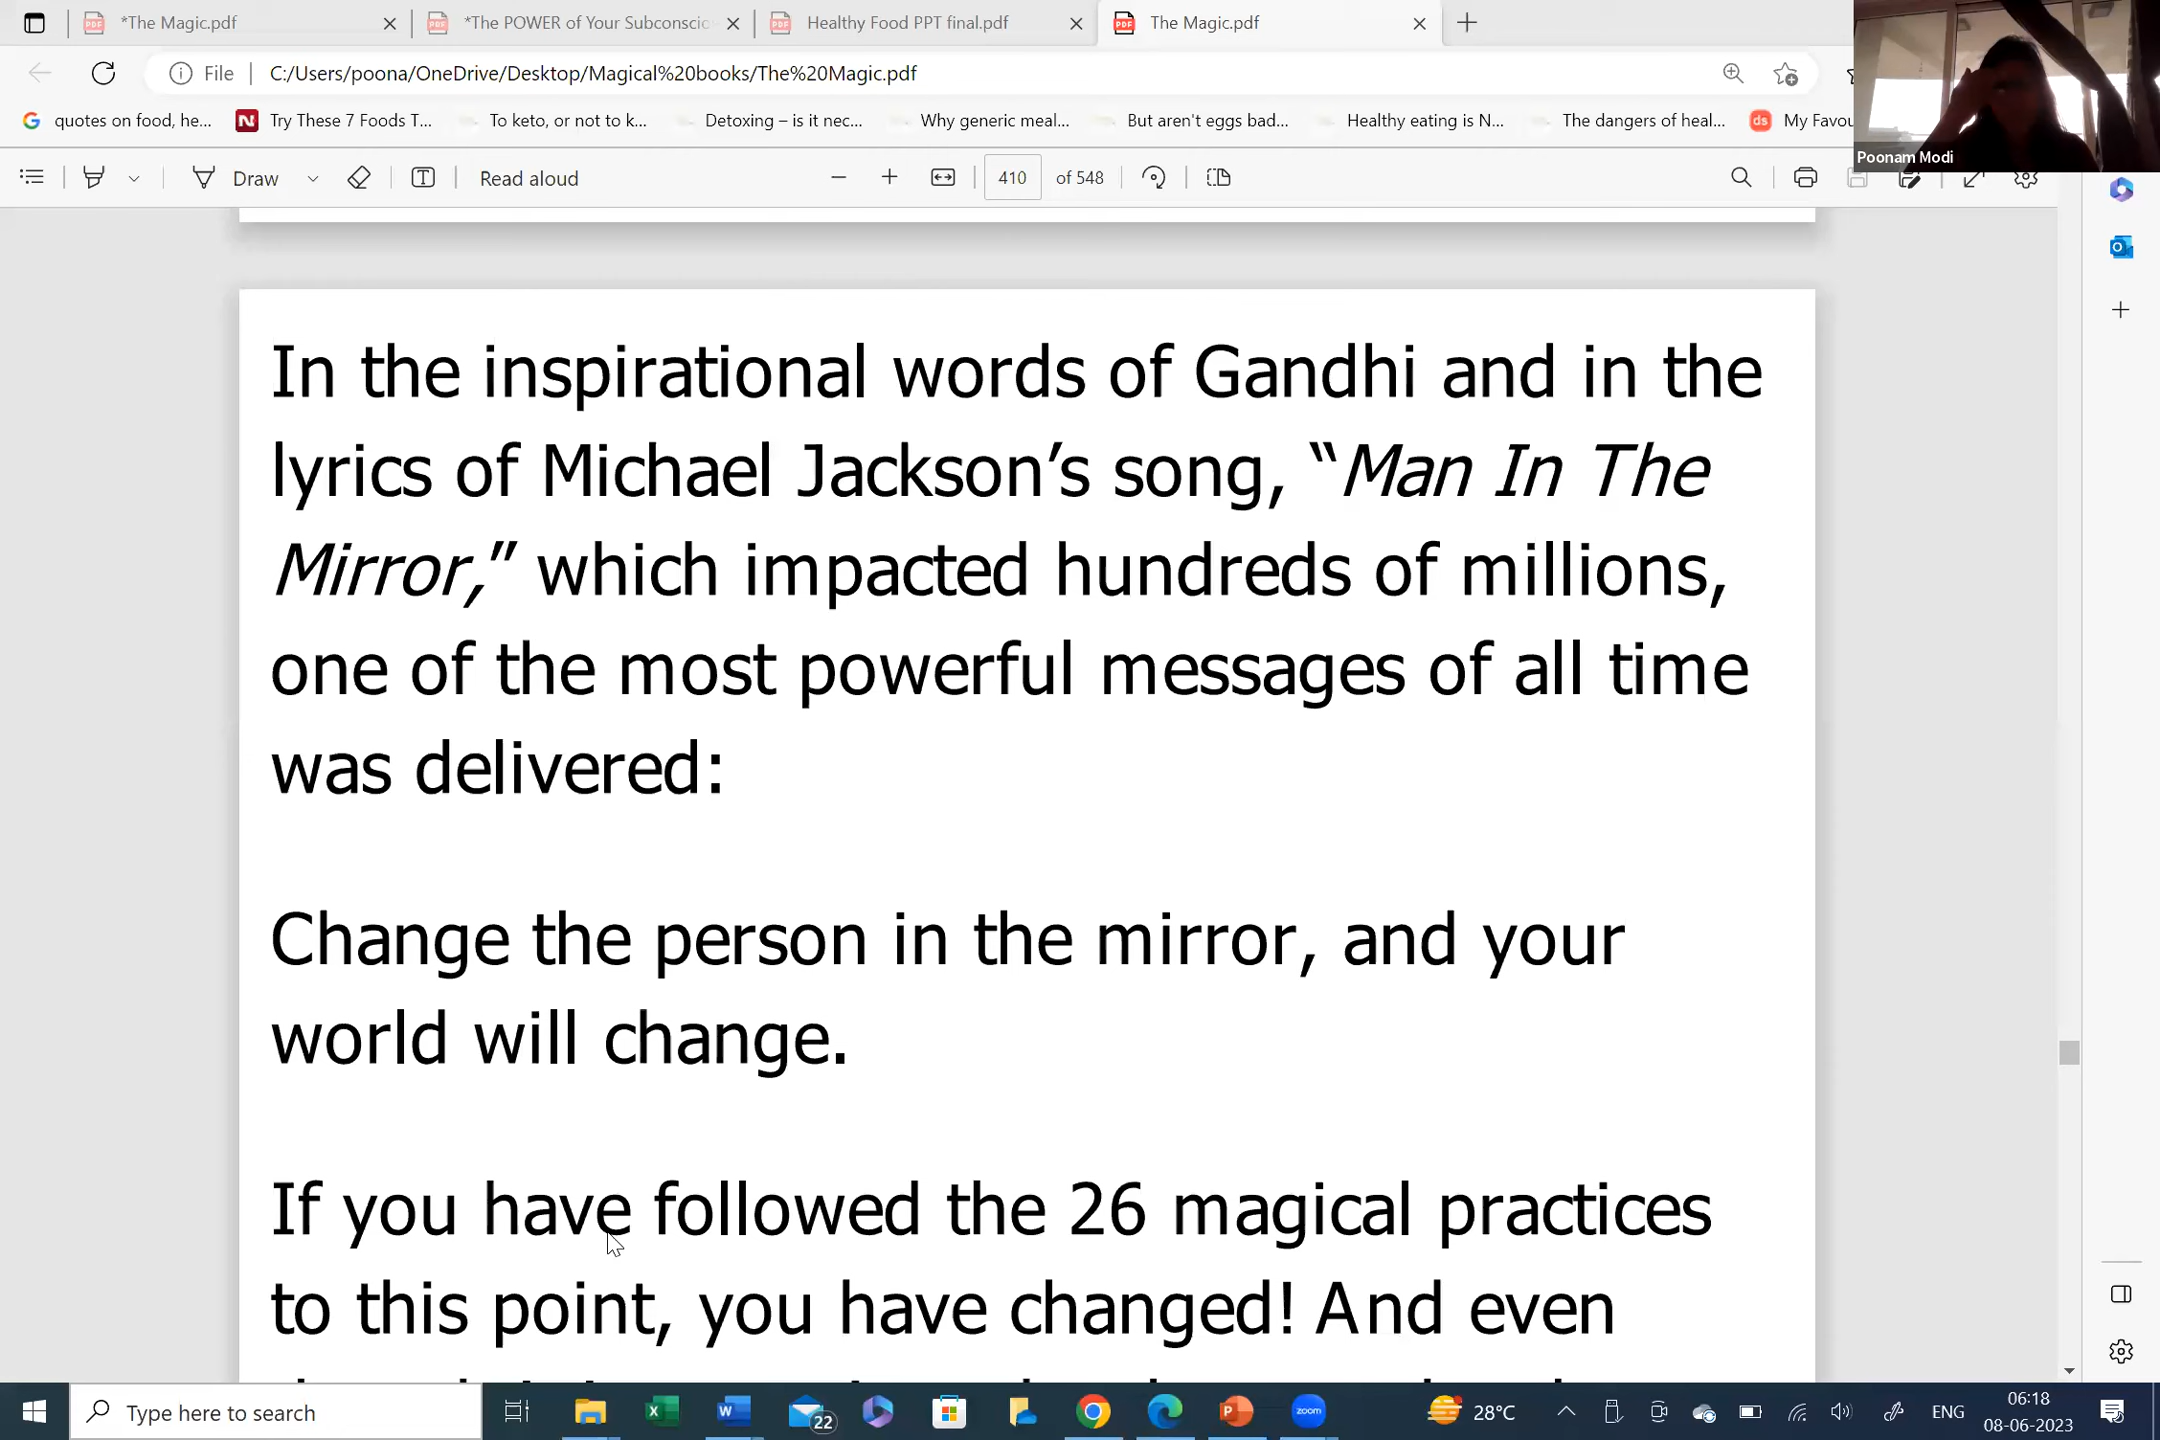 *The Magic.pdf
*The POWER of Your Subconscio
Healthy Food PPT final.pdf
The Magic.pdf
File
C:/Users/poona/OneDrive/Desktop/Magical%20books/The%20Magic.pdf
quotes on food, he...
Try These 7 Foods T...
To keto, or not to k...
Detoxing – is it nec...
Why generic meal...
But aren't eggs bad...
Healthy eating is N...
The dangers of heal...
My Favou
Poonam Modi
Draw
Read aloud
410 of 548
In the inspirational words of Gandhi and in the
lyrics of Michael Jackson’s song, “Man In The
Mirror,” which impacted hundreds of millions,
one of the most powerful messages of all time
was delivered:
Change the person in the mirror, and your
world will change.
If you have followed the 26 magical practices
to this point, you have changed! And even
Type here to search
22
zoom
28°C
ENG
06:18
08-06-2023